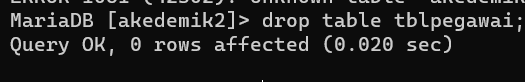 MariaDB [akedemik2]> drop table tblpegawai;
Query OK, 0 rows affected (0.020 sec)